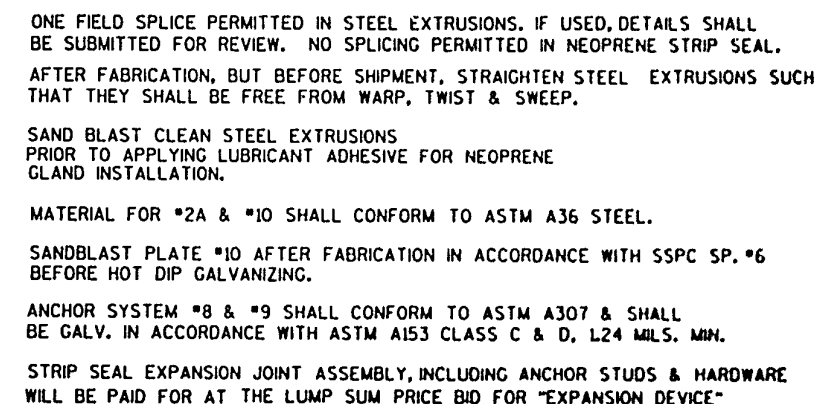 ONE FIELD SPLICE PERMITTED IN STEEL EXTRUSIONS. IF USED, DETAILS SHALL
BE SUBMITTED FOR REVIEW. NO SPLICING PERMITTED IN NEOPRENE STRIP SEAL.
AFTER FABRICATION, BUT BEFORE SHIPMENT, STRAIGHTEN STEEL EXTRUSIONS SUCH
THAT THEY SHALL BE FREE FROM WARP, TWIST & SWEEP.
SAND BLAST CLEAN STEEL EXTRUSIONS
PRIOR TO APPLYING LUBRICANT ADHESIVE FOR NEOPRENE
GLAND INSTALLATION.
MATERIAL FOR #2A & #10 SHALL CONFORM TO ASTM A36 STEEL.
SANDBLAST PLATE #10 AFTER FABRICATION IN ACCORDANCE WITH SSPC SP. #6
BEFORE HOT DIP GALVANIZING.
ANCHOR SYSTEM #8 & #9 SHALL CONFORM TO ASTM A307 & SHALL
BE GALV. IN ACCORDANCE WITH ASTM A153 CLASS C & D, 1.24 MILS. MIN.
STRIP SEAL EXPANSION JOINT ASSEMBLY, INCLUDING ANCHOR STUDS & HARDWARE
WILL BE PAID FOR AT THE LUMP SUM PRICE BID FOR "EXPANSION DEVICE"